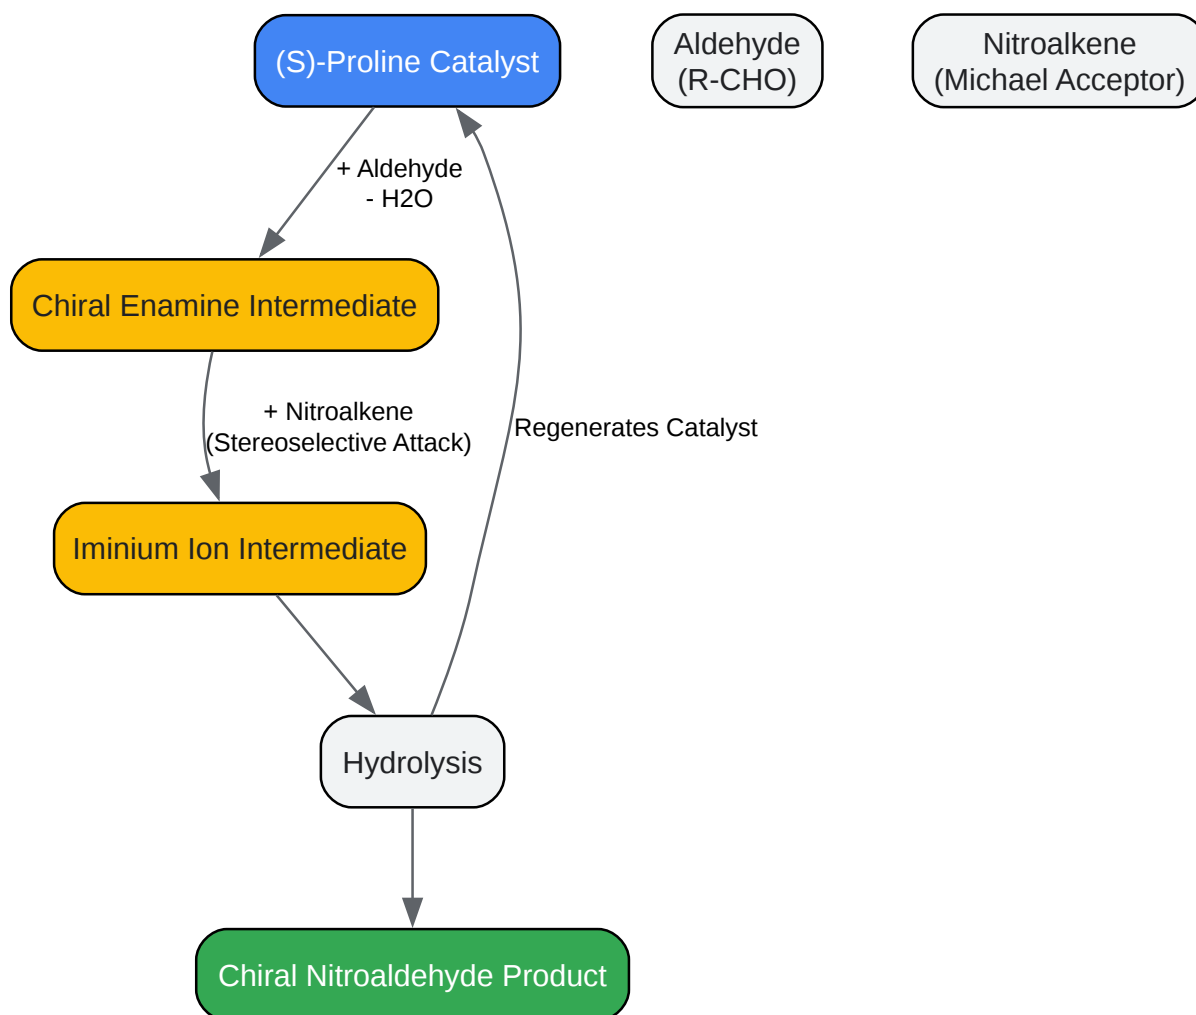 (S)-Proline Catalyst
Aldehyde
(R-CHO)
Nitroalkene
(Michael Acceptor)
+ Aldehyde
- H2O
Chiral Enamine Intermediate
+ Nitroalkene
(Stereoselective Attack)
Regenerates Catalyst
Iminium Ion Intermediate
Hydrolysis
Chiral Nitroaldehyde Product